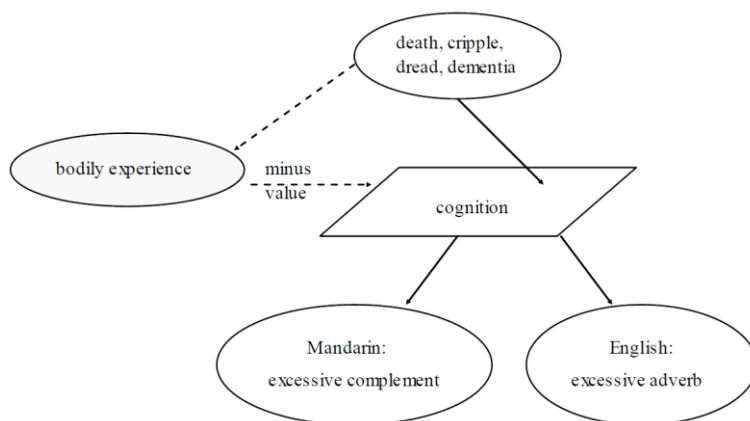 death, cripple,
dread, dementia
bodily experience
minus
value
cognition
Mandarin:
excessive complement
English:
excessive adverb